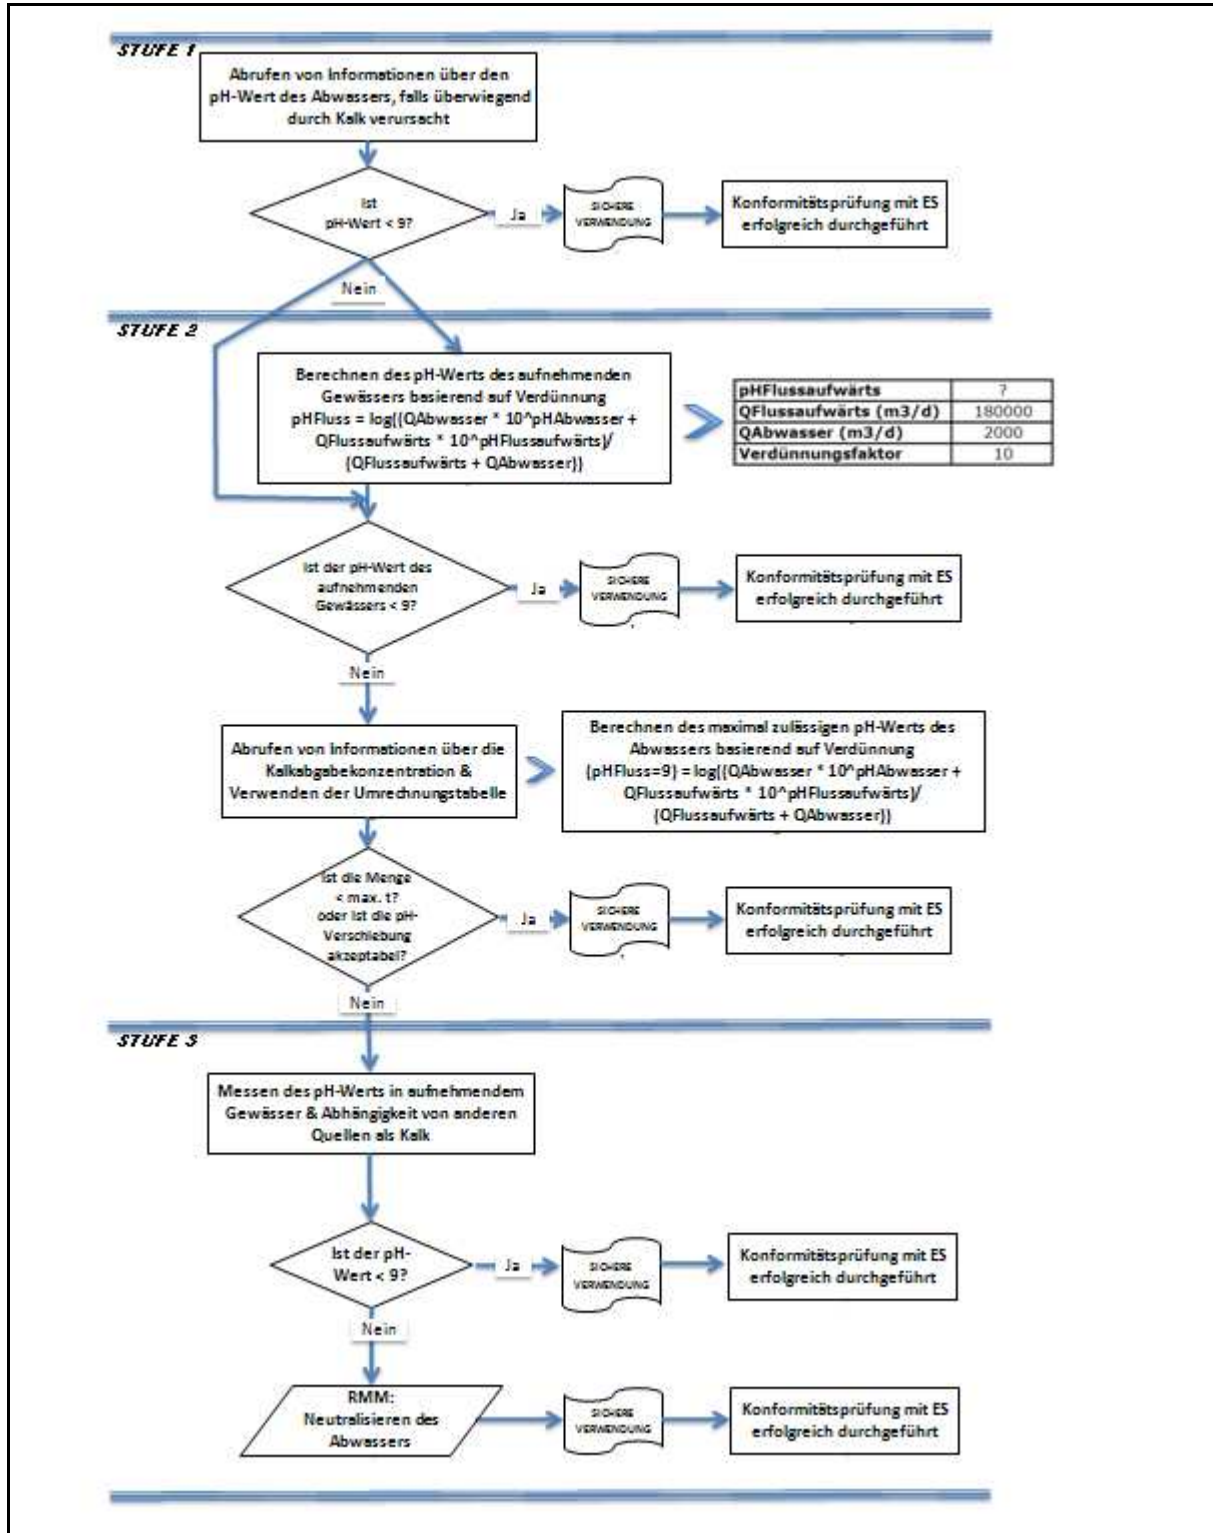 STUFE 1
Abrufen von Informationen über den
pH-Wert des Abwassers, falls überwiegend
durch Kalk verursacht
Ist
pH-Wert < 9?
Ja
SICHERE
VERWENDUNG
Konformitätsprüfung mit ES
erfolgreich durchgeführt
Nein
STUFE 2
Berechnen des pH-Werts des aufnehmenden
Gewässers basierend auf Verdünnung
pHFluss = log((QAbwasser * 10^pHAbwasser +
QFlussaufwärts * 10^pHFlussaufwärts)/
(QFlussaufwärts + QAbwasser))
pHFlussaufwärts ?
QFlussaufwärts (m3/d) 180000
QAbwasser (m3/d) 2000
Verdünnungsfaktor 10
Ist der pH-Wert des
aufnehmenden
Gewässers < 9?
Ja
SICHERE
VERWENDUNG
Konformitätsprüfung mit ES
erfolgreich durchgeführt
Nein
Abrufen von Informationen über die
Kalkabgabekonzentration &
Verwenden der Umrechnungstabelle
Berechnen des maximal zulässigen pH-Werts des
Abwassers basierend auf Verdünnung
(pHFluss=9) = log((QAbwasser * 10^pHAbwasser +
QFlussaufwärts * 10^pHFlussaufwärts)/
(QFlussaufwärts + QAbwasser))
Ist die Menge
< max. t?
oder ist die pH-
Verschiebung
akzeptabel?
Ja
SICHERE
VERWENDUNG
Konformitätsprüfung mit ES
erfolgreich durchgeführt
Nein
STUFE 3
Messen des pH-Werts in aufnehmendem
Gewässer & Abhängigkeit von anderen
Quellen als Kalk
Ist der pH-
Wert < 9?
Ja
SICHERE
VERWENDUNG
Konformitätsprüfung mit ES
erfolgreich durchgeführt
Nein
RMM:
Neutralisieren des
Abwassers
SICHERE
VERWENDUNG
Konformitätsprüfung mit ES
erfolgreich durchgeführt